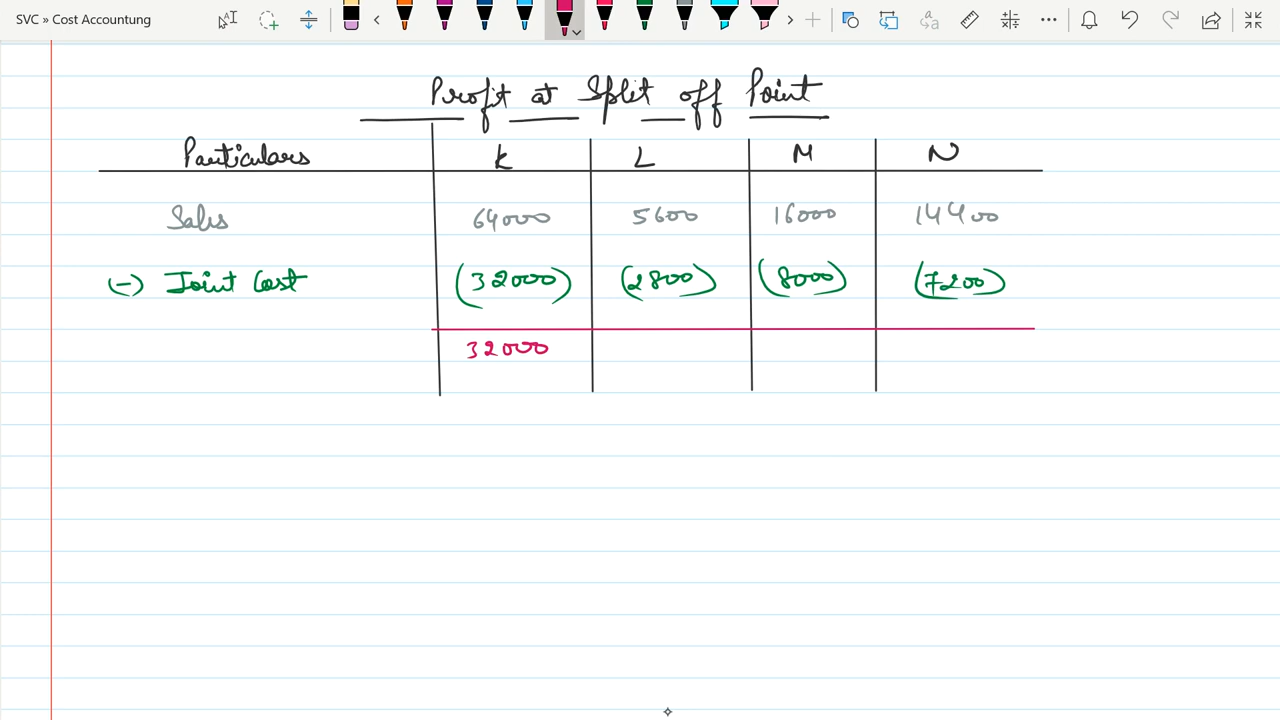 SVC » Cost Accountung
Profit at Split off Point
Particulars K L M N
Sales 64000 5600 16000 14400
(-) Joint Cost (32000) (2800) (8000) (7200)
32000